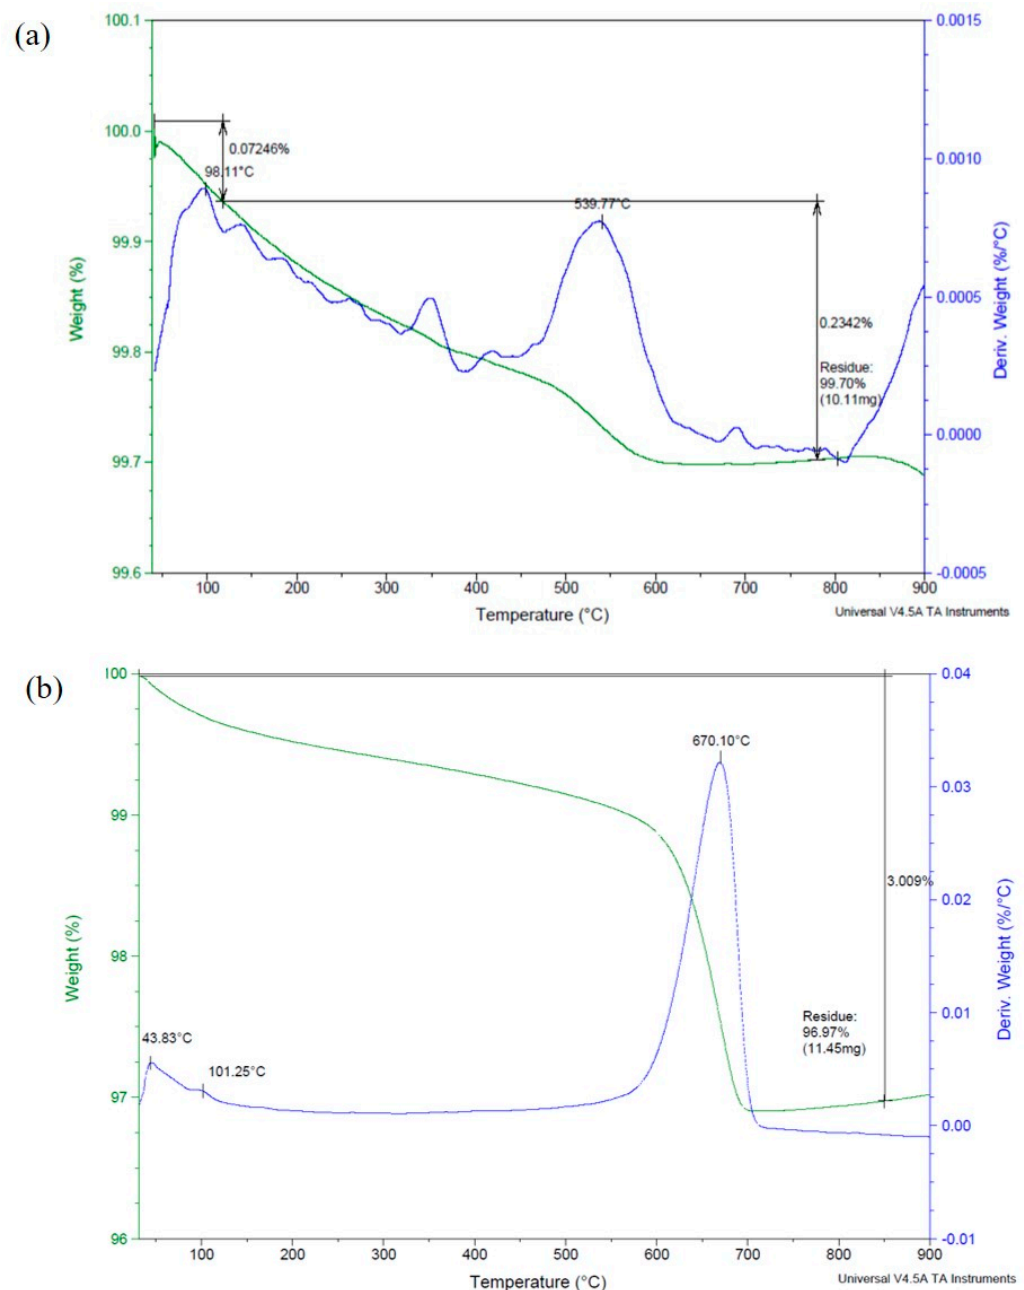 (a)
100.1
100.0
99.9
99.8
99.7
99.6
Weight (%)
0.0015
0.0010
0.0005
0.0000
-0.0005
Deriv. Weight (%/°C)
0.07246%
98.11°C
539.77°C
0.2342%
Residue:
99.70%
(10.11mg)
100 200 300 400 500 600 700 800 900
Temperature (°C)
Universal V4.5A TA Instruments
(b)
100
99
98
97
96
Weight (%)
0.04
0.03
0.02
0.01
0.00
-0.01
Deriv. Weight (%/°C)
670.10°C
3.009%
43.83°C
101.25°C
Residue:
96.97%
(11.45mg)
100 200 300 400 500 600 700 800 900
Temperature (°C)
Universal V4.5A TA Instruments